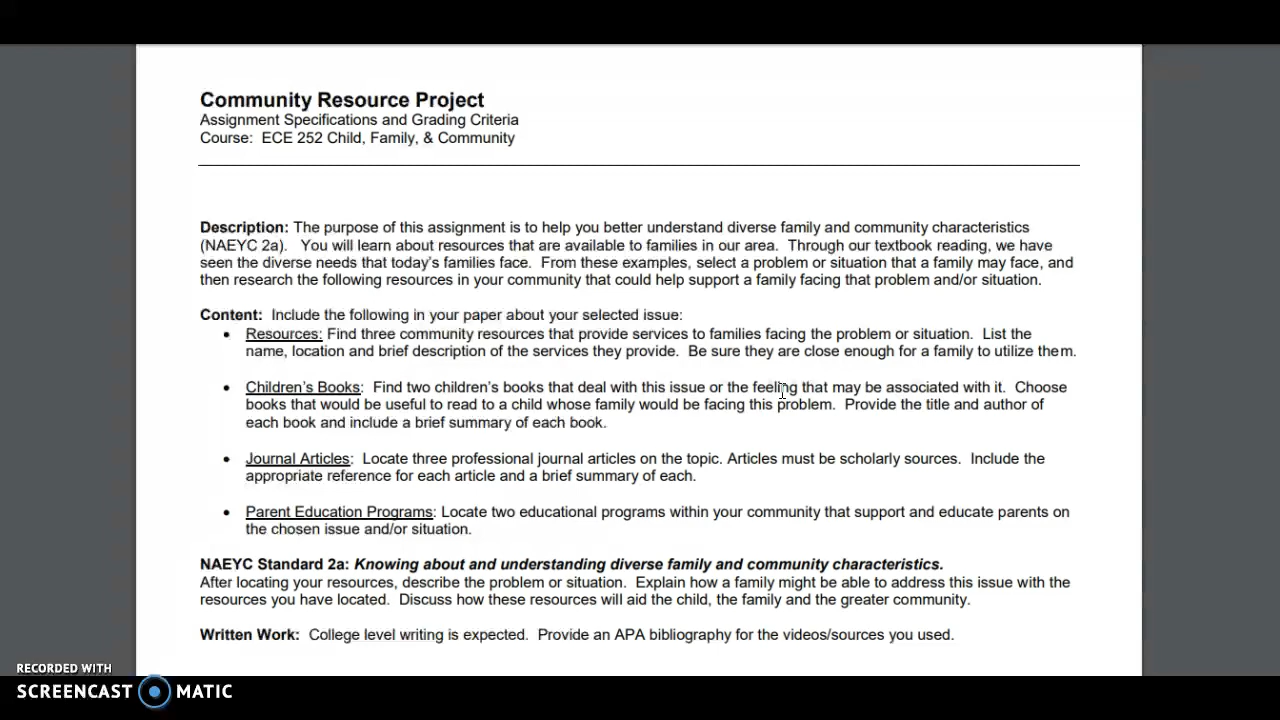 Community Resource Project
Assignment Specifications and Grading Criteria
Course:  ECE 252 Child, Family, & Community
Description: The purpose of this assignment is to help you better understand diverse family and community characteristics
(NAEYC 2a).   You will learn about resources that are available to families in our area.  Through our textbook reading, we have
seen the diverse needs that today's families face.  From these examples, select a problem or situation that a family may face, and
then research the following resources in your community that could help support a family facing that problem and/or situation.
Content:  Include the following in your paper about your selected issue:
• Resources: Find three community resources that provide services to families facing the problem or situation.  List the
name, location and brief description of the services they provide.  Be sure they are close enough for a family to utilize them.
• Children's Books:  Find two children's books that deal with this issue or the feeling that may be associated with it.  Choose
books that would be useful to read to a child whose family would be facing this problem.  Provide the title and author of
each book and include a brief summary of each book.
• Journal Articles:  Locate three professional journal articles on the topic. Articles must be scholarly sources.  Include the
appropriate reference for each article and a brief summary of each.
• Parent Education Programs: Locate two educational programs within your community that support and educate parents on
the chosen issue and/or situation.
NAEYC Standard 2a: Knowing about and understanding diverse family and community characteristics.
After locating your resources, describe the problem or situation.  Explain how a family might be able to address this issue with the
resources you have located.  Discuss how these resources will aid the child, the family and the greater community.
Written Work:  College level writing is expected.  Provide an APA bibliography for the videos/sources you used.
RECORDED WITH
SCREENCAST MATIC